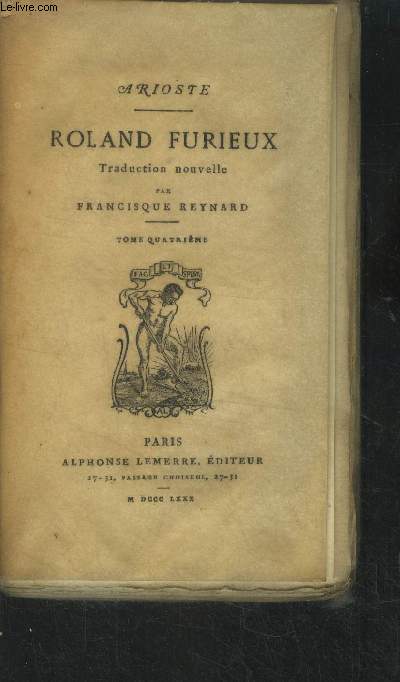 Le-livre.com
ARIOSTE
ROLAND FURIEUX
Traduction nouvelle
PAR
FRANCISQUE REYNARD
TOME QUATRIÈME
FAC ET SPERA
AL
PARIS
ALPHONSE LEMERRE, ÉDITEUR
27-31, PASSAGE CHOISEUL, 27-31
M DCCC LXXX